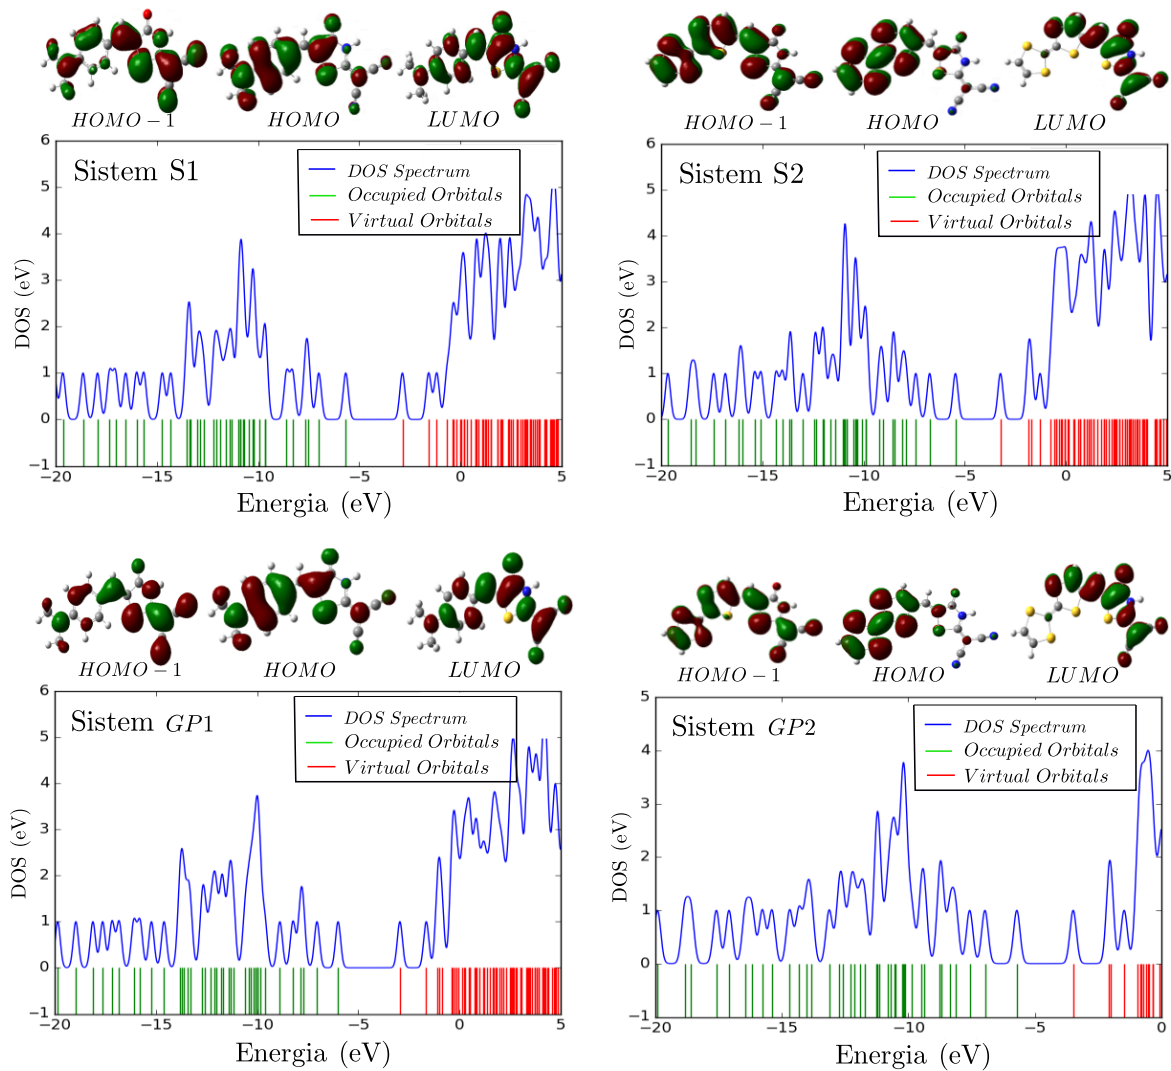 HOMO − 1 HOMO LUMO
Sistem S1
DOS Spectrum
Occupied Orbitals
Virtual Orbitals
DOS (eV)
6
5
4
3
2
1
0
−1
−20 −15 −10 −5 0 5
Energia (eV)
HOMO − 1 HOMO LUMO
Sistem S2
DOS Spectrum
Occupied Orbitals
Virtual Orbitals
DOS (eV)
6
5
4
3
2
1
0
−1
−20 −15 −10 −5 0 5
Energia (eV)
HOMO − 1 HOMO LUMO
Sistem GP1
DOS Spectrum
Occupied Orbitals
Virtual Orbitals
DOS (eV)
6
5
4
3
2
1
0
−1
−20 −15 −10 −5 0 5
Energia (eV)
HOMO − 1 HOMO LUMO
Sistem GP2
DOS Spectrum
Occupied Orbitals
Virtual Orbitals
DOS (eV)
5
4
3
2
1
0
−1
−20 −15 −10 −5 0
Energia (eV)